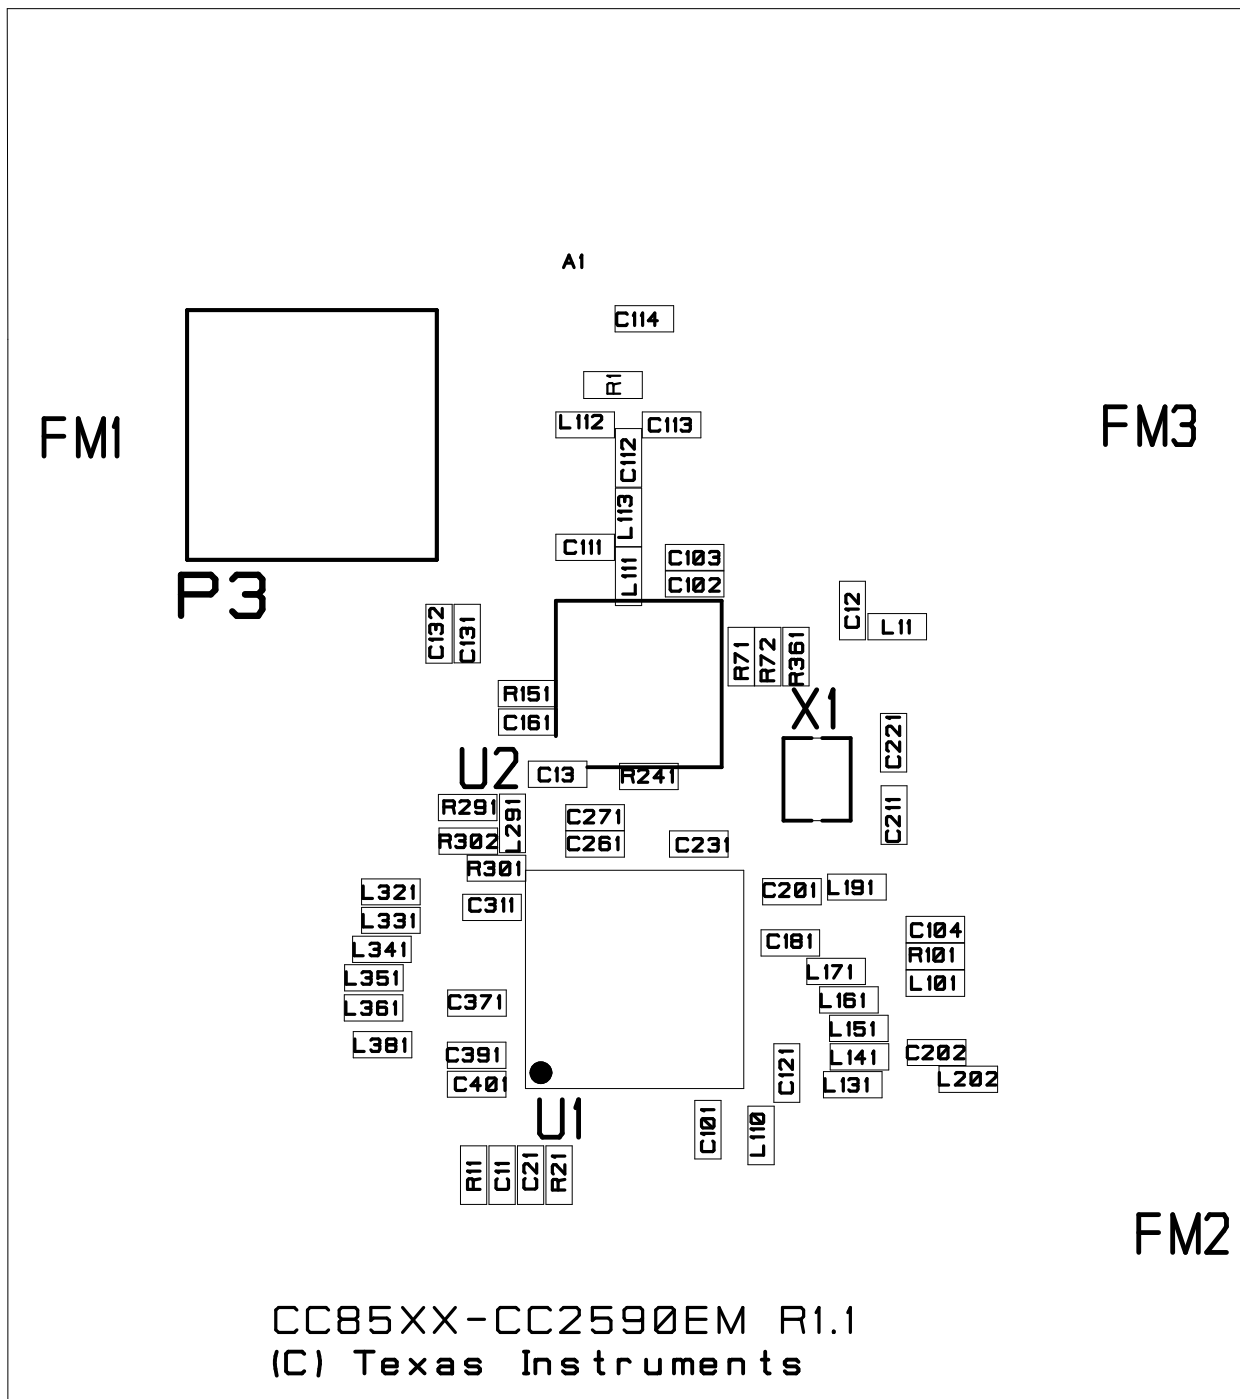 A1
C114
R1
L112
C113
FM1
FM3
C112
L113
C111
L111
C103
C102
P3
C132
C131
C12
L11
R71
R72
R361
R151
C161
X1
C221
U2
C13
R241
R291
L291
C271
C211
R302
C261
C231
R301
L321
C311
C201
L191
L331
C104
L341
C181
R101
L351
L171
L101
L361
C371
L161
L151
L381
C391
L141
C202
C401
C121
L131
L202
U1
C101
L110
R11
C11
C21
R21
FM2
CC85XX-CC2590EM R1.1
(C) Texas Instruments